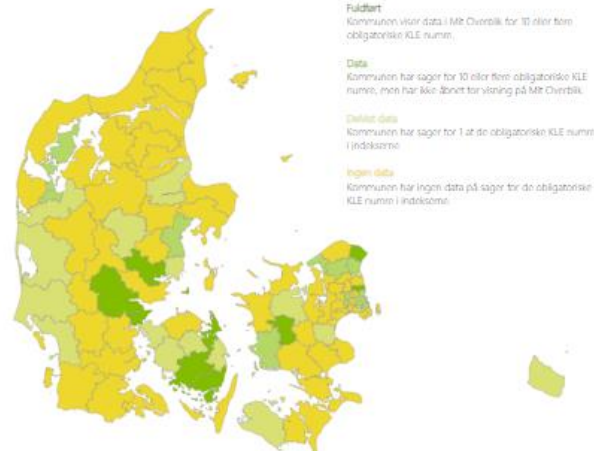 Fuldført
Kommunen viser data i Mit Overblik for 10 eller flere
obligatoriske KLE numre.
Data
Kommunen har sager for 10 eller flere obligatoriske KLE
numre, men har ikke åbnet for visning på Mit Overblik.
Delvist data
Kommunen har sager for 1 af de obligatoriske KLE numre
i indekserne
Ingen data
Kommunen har ingen data på sager for de obligatoriske
KLE numre i indekserne.